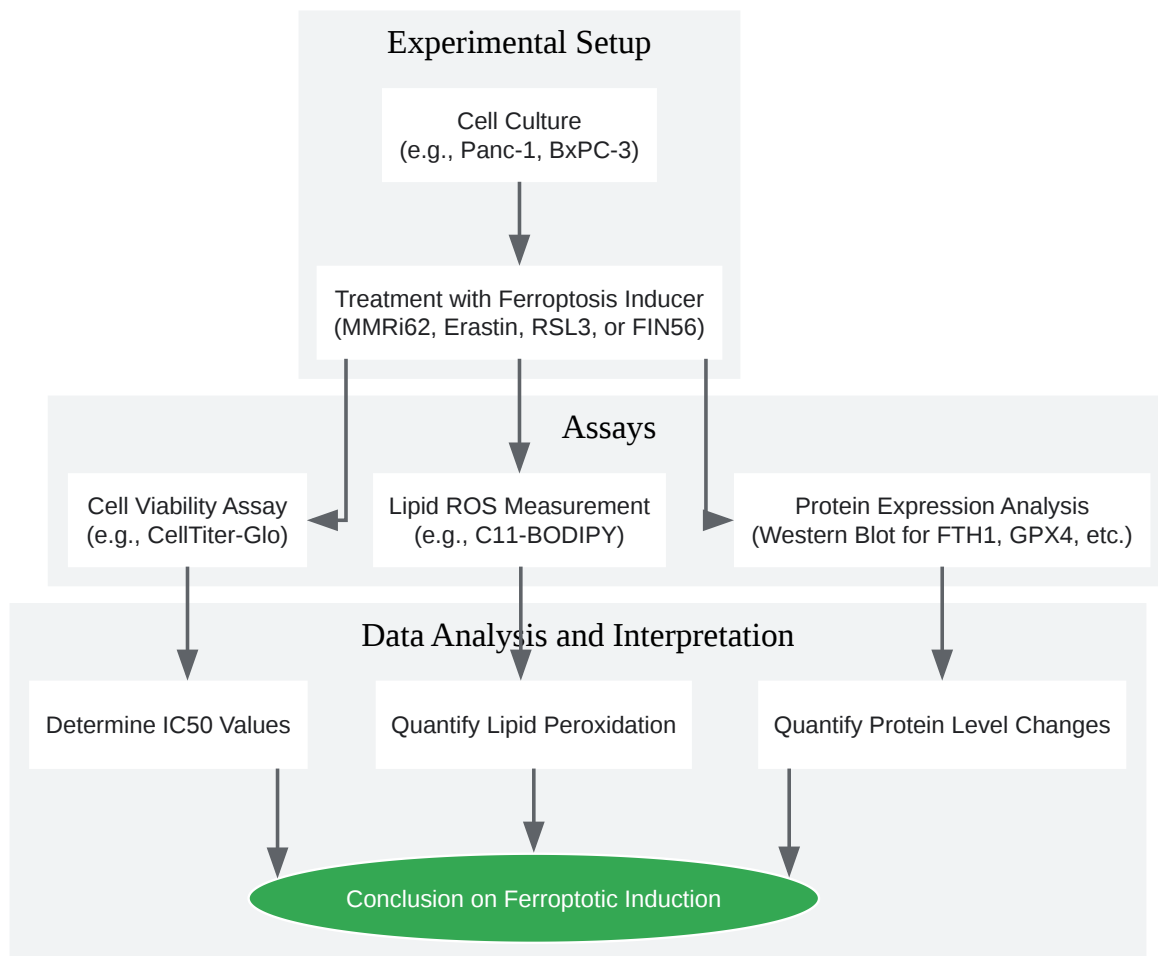 Experimental Setup
Cell Culture
(e.g., Panc-1, BxPC-3)
Treatment with Ferroptosis Inducer
(MMRi62, Erastin, RSL3, or FIN56)
Assays
Cell Viability Assay
(e.g., CellTiter-Glo)
Lipid ROS Measurement
(e.g., C11-BODIPY)
Protein Expression Analysis
(Western Blot for FTH1, GPX4, etc.)
Data Analysis and Interpretation
Determine IC50 Values
Quantify Lipid Peroxidation
Quantify Protein Level Changes
Conclusion on Ferroptotic Induction